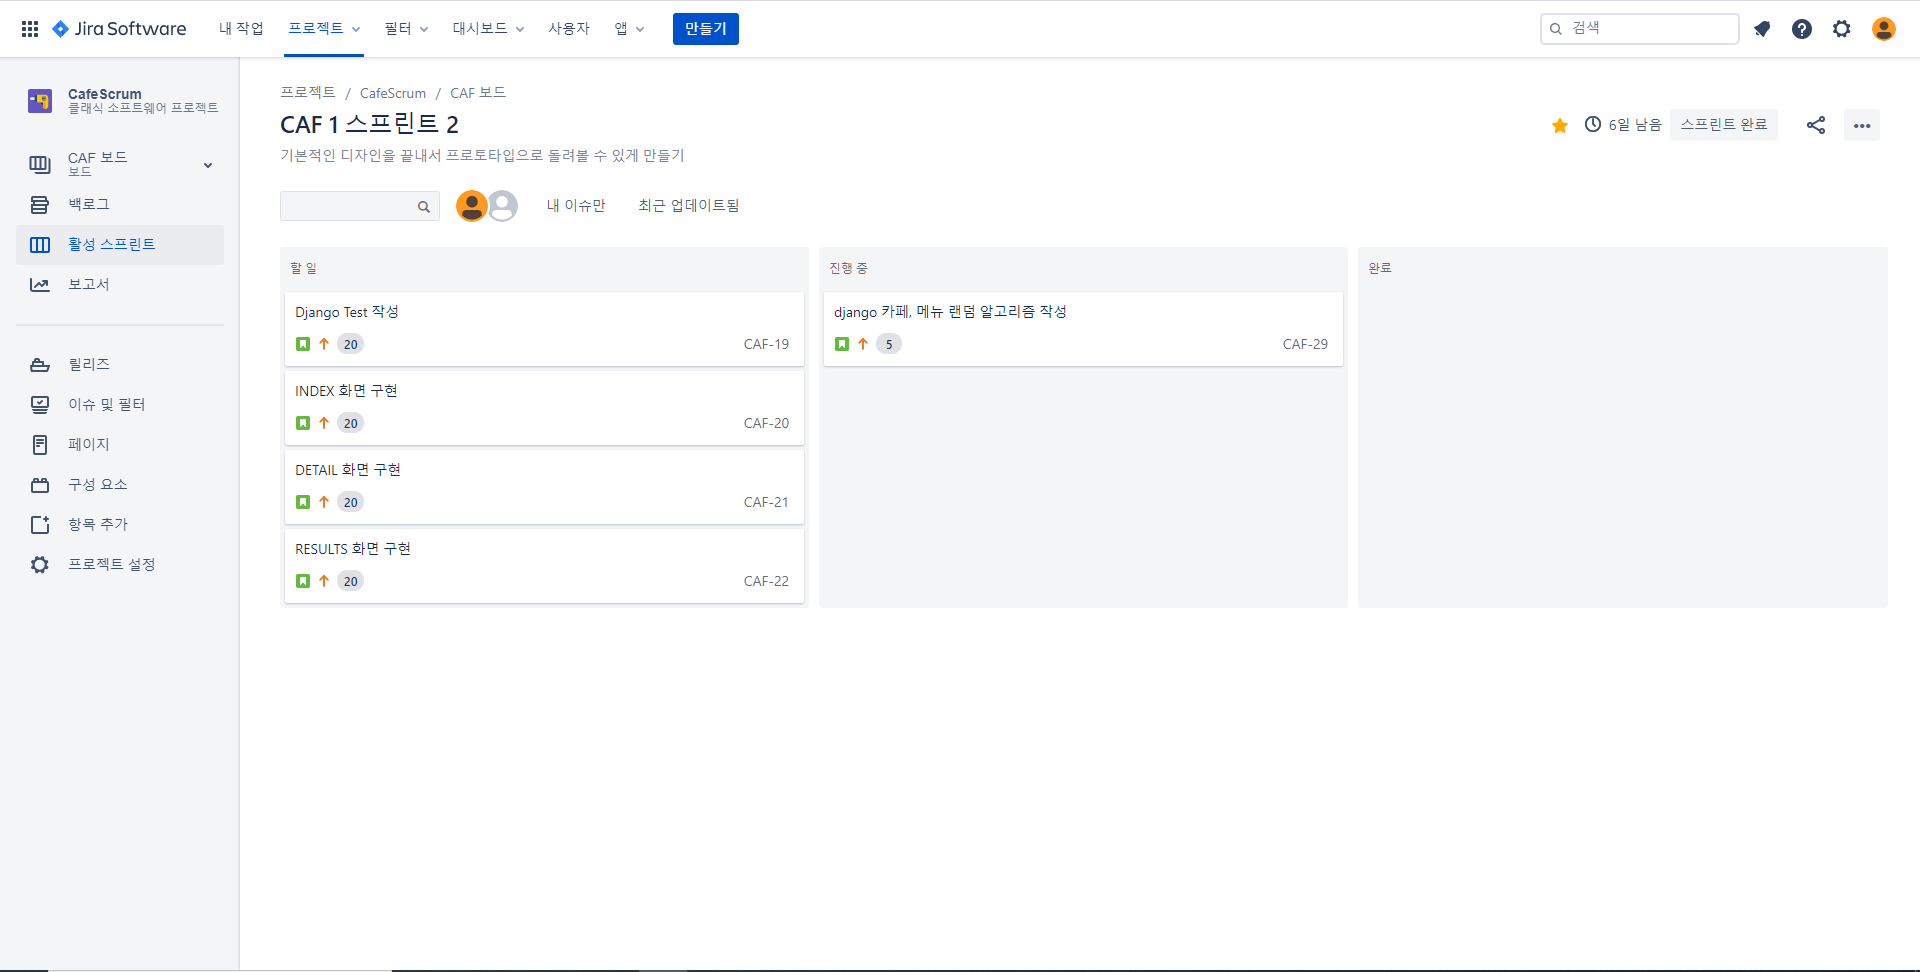 Jira Software 내 작업 프로젝트 필터 대시보드 사용자 앱 만들기 검색
CafeScrum
클래식 소프트웨어 프로젝트
CAF 보드
보드
백로그
활성 스프린트
보고서
릴리즈
이슈 및 필터
페이지
구성 요소
항목 추가
프로젝트 설정
프로젝트 / CafeScrum / CAF 보드
CAF 1 스프린트 2
6일 남음 스프린트 완료
기본적인 디자인을 끝내서 프로토타입으로 돌려볼 수 있게 만들기
내 이슈만 최근 업데이트됨
할 일
Django Test 작성
20 CAF-19
INDEX 화면 구현
20 CAF-20
DETAIL 화면 구현
20 CAF-21
RESULTS 화면 구현
20 CAF-22
진행 중
django 카페, 메뉴 랜덤 알고리즘 작성
5 CAF-29
완료